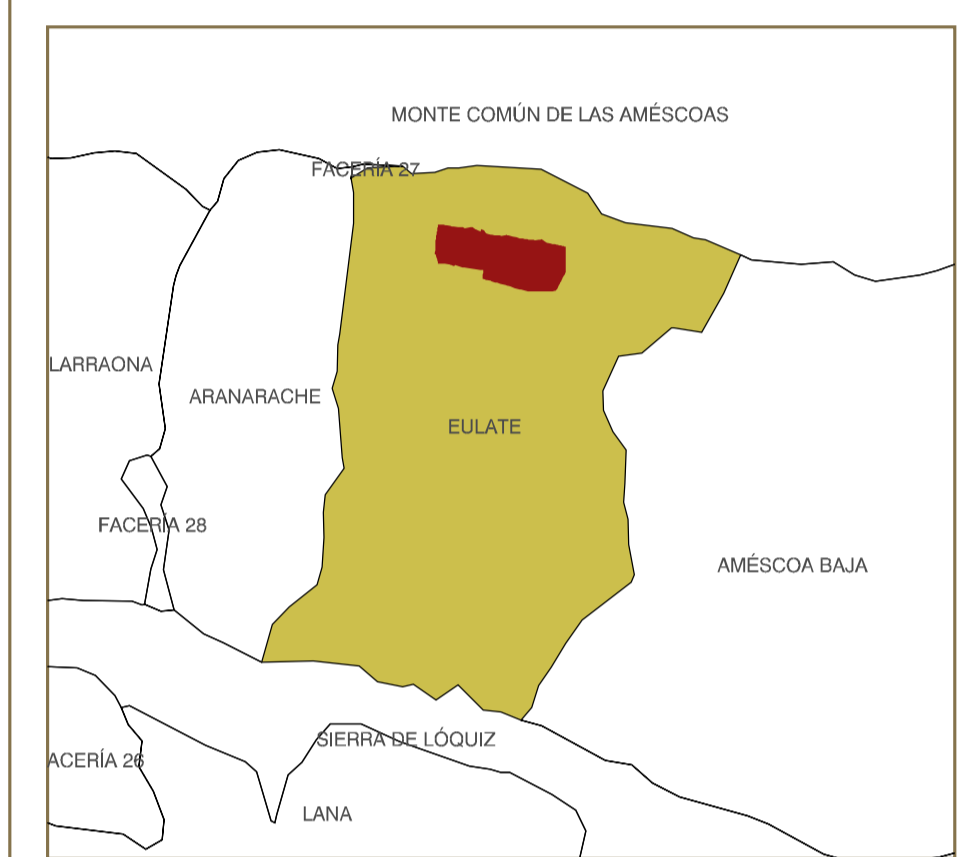 MONTE COMÚN DE LAS AMÉSCOAS
FACERÍA 27
LARRAONA
ARANARACHE
EULATE
FACERÍA 28
AMÉSCOA BAJA
SIERRA DE LÓQUIZ
ACERÍA 26
LANA